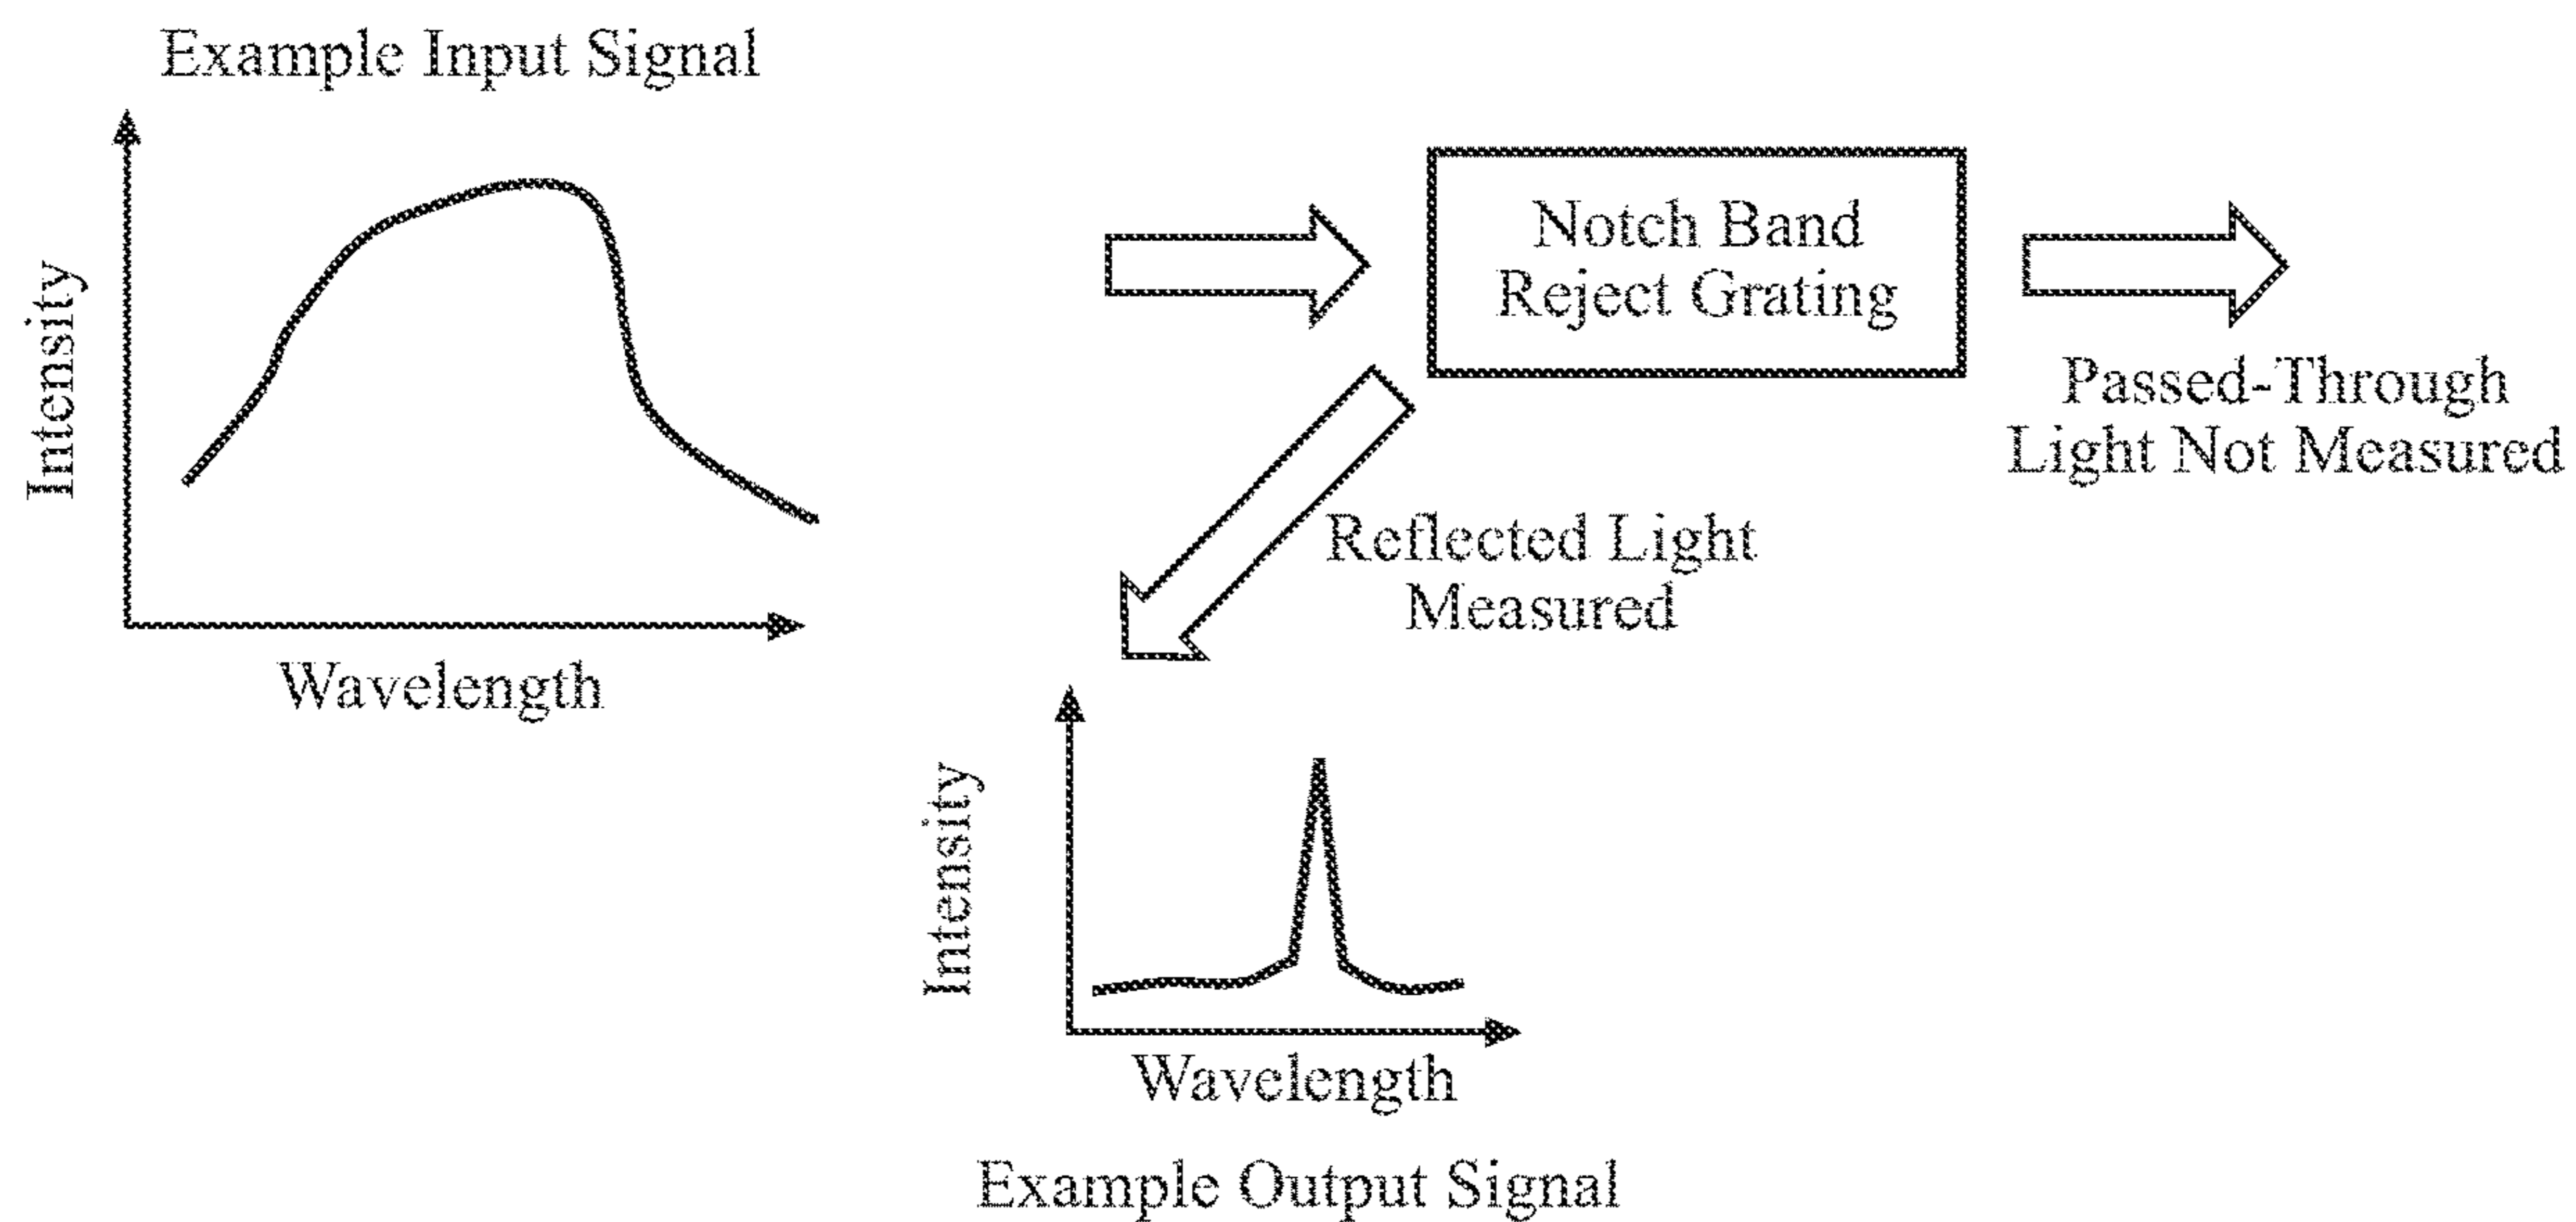 Example Input Signal
Intensity
Wavelength
Notch Band
Reject Grating
Passed-Through
Light Not Measured
Reflected Light
Measured
Intensity
Wavelength
Example Output Signal